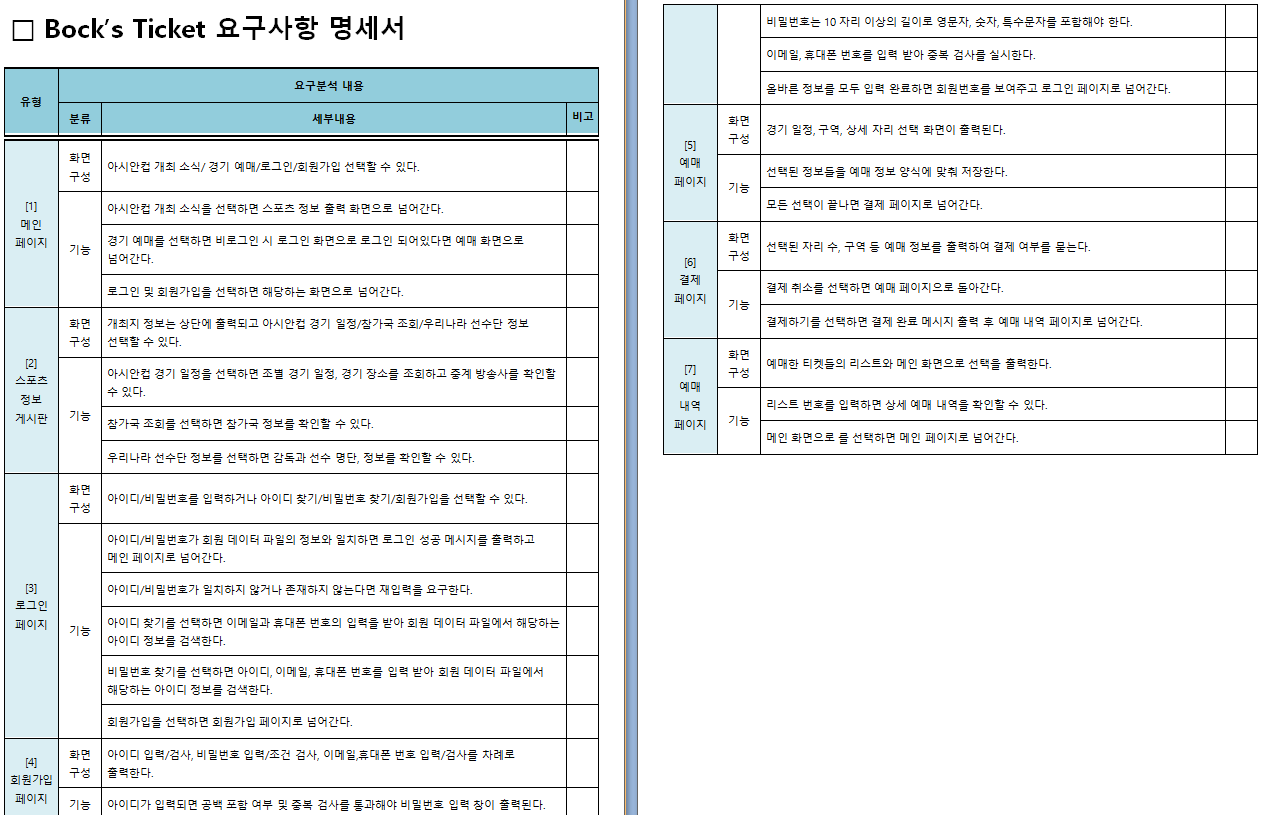 □ Bock’s Ticket 요구사항 명세서
유형
요구분석 내용
분류
세부내용
비고
[1]
메인
페이지
화면
구성
아시안컵 개최 소식/ 경기 예매/로그인/회원가입 선택할 수 있다.
기능
아시안컵 개최 소식을 선택하면 스포츠 정보 출력 화면으로 넘어간다.
경기 예매를 선택하면 비로그인 시 로그인 화면으로 로그인 되어있다면 예매 화면으로
넘어간다.
로그인 및 회원가입을 선택하면 해당하는 화면으로 넘어간다.
[2]
스포츠
정보
게시판
화면
구성
개최지 정보는 상단에 출력되고 아시안컵 경기 일정/참가국 조회/우리나라 선수단 정보
선택할 수 있다.
기능
아시안컵 경기 일정을 선택하면 조별 경기 일정, 경기 장소를 조회하고 중계 방송사를 확인할
수 있다.
참가국 조회를 선택하면 참가국 정보를 확인할 수 있다.
우리나라 선수단 정보를 선택하면 감독과 선수 명단, 정보를 확인할 수 있다.
[3]
로그인
페이지
화면
구성
아이디/비밀번호를 입력하거나 아이디 찾기/비밀번호 찾기/회원가입을 선택할 수 있다.
기능
아이디/비밀번호가 회원 데이터 파일의 정보와 일치하면 로그인 성공 메시지를 출력하고
메인 페이지로 넘어간다.
아이디/비밀번호가 일치하지 않거나 존재하지 않는다면 재입력을 요구한다.
아이디 찾기를 선택하면 이메일과 휴대폰 번호의 입력을 받아 회원 데이터 파일에서 해당하는
아이디 정보를 검색한다.
비밀번호 찾기를 선택하면 아이디, 이메일, 휴대폰 번호를 입력 받아 회원 데이터 파일에서
해당하는 아이디 정보를 검색한다.
회원가입을 선택하면 회원가입 페이지로 넘어간다.
[4]
회원가입
페이지
화면
구성
아이디 입력/검사, 비밀번호 입력/조건 검사, 이메일,휴대폰 번호 입력/검사를 차례로
출력한다.
기능
아이디가 입력되면 공백 포함 여부 및 중복 검사를 통과해야 비밀번호 입력 창이 출력된다.
비밀번호는 10 자리 이상의 길이로 영문자, 숫자, 특수문자를 포함해야 한다.
이메일, 휴대폰 번호를 입력 받아 중복 검사를 실시한다.
올바른 정보를 모두 입력 완료하면 회원번호를 보여주고 로그인 페이지로 넘어간다.
[5]
예매
페이지
화면
구성
경기 일정, 구역, 상세 자리 선택 화면이 출력된다.
기능
선택된 정보들을 예매 정보 양식에 맞춰 저장한다.
모든 선택이 끝나면 결제 페이지로 넘어간다.
[6]
결제
페이지
화면
구성
선택된 자리 수, 구역 등 예매 정보를 출력하여 결제 여부를 묻는다.
기능
결제 취소를 선택하면 예매 페이지으로 돌아간다.
결제하기를 선택하면 결제 완료 메시지 출력 후 예매 내역 페이지로 넘어간다.
[7]
예매
내역
페이지
화면
구성
예매한 티켓들의 리스트와 메인 화면으로 선택을 출력한다.
기능
리스트 번호를 입력하면 상세 예매 내역을 확인할 수 있다.
메인 화면으로 를 선택하면 메인 페이지로 넘어간다.